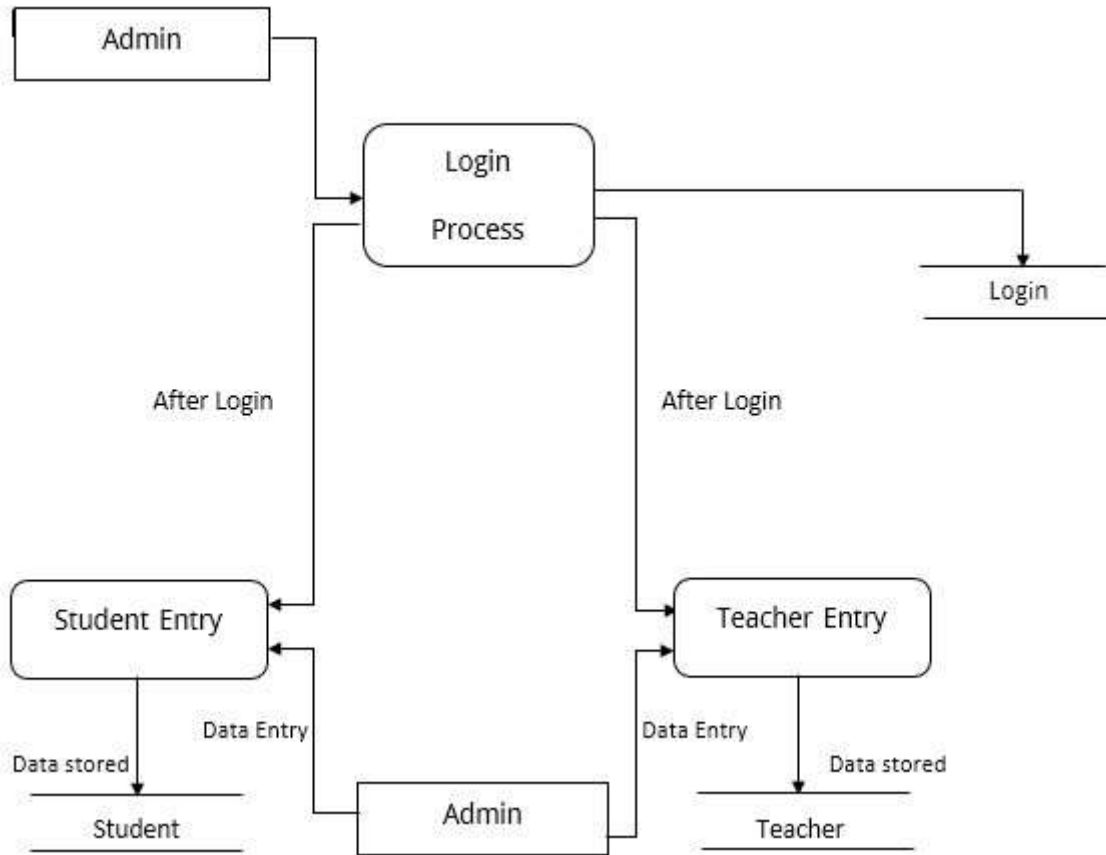 Admin
Login
Process
Login
After Login
After Login
Student Entry
Teacher Entry
Data Entry
Data Entry
Data stored
Data stored
Admin
Student
Teacher